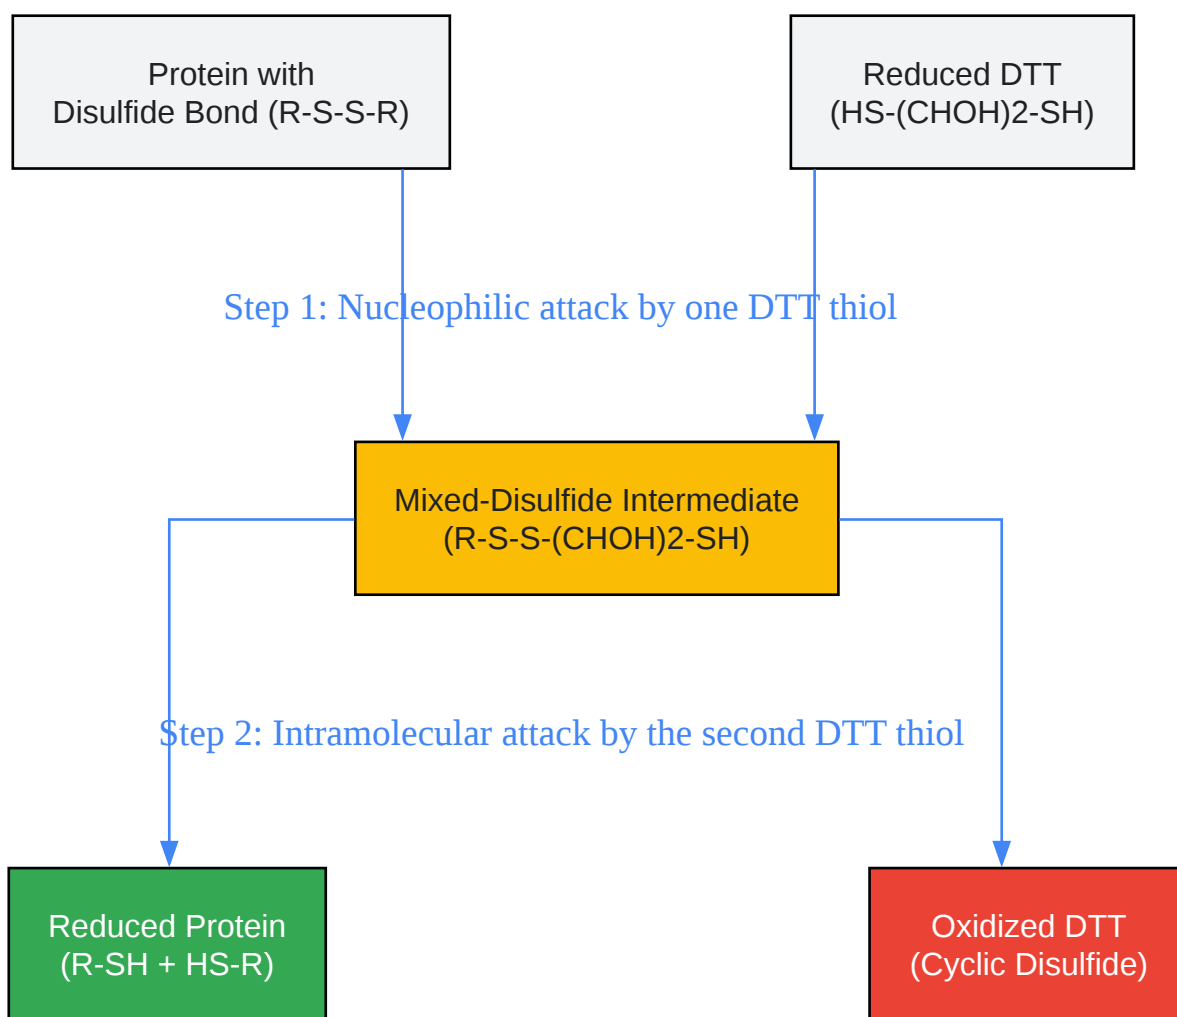 Protein with
Disulfide Bond (R-S-S-R)
Reduced DTT
(HS-(CHOH)2-SH)
Step 1: Nucleophilic attack by one DTT thiol
Mixed-Disulfide Intermediate
(R-S-S-(CHOH)2-SH)
Step 2: Intramolecular attack by the second DTT thiol
Reduced Protein
(R-SH + HS-R)
Oxidized DTT
(Cyclic Disulfide)